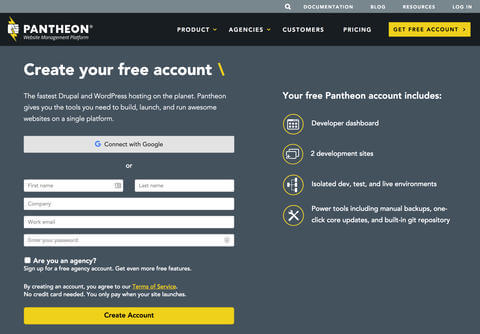 DOCUMENTATION BLOG RESOURCES LOG IN
PANTHEON®
Website Management Platform
PRODUCT AGENCIES CUSTOMERS PRICING GET FREE ACCOUNT >
Create your free account \
The fastest Drupal and WordPress hosting on the planet. Pantheon
gives you the tools you need to build, launch, and run awesome
websites on a single platform.
G Connect with Google
or
First name Last name
Company
Work email
Enter your password
Are you an agency?
Sign up for a free agency account. Get even more free features.
By creating an account, you agree to our Terms of Service.
No credit card needed. You only pay when your site launches.
Create Account
Your free Pantheon account includes:
Developer dashboard
2 development sites
Isolated dev, test, and live environments
Power tools including manual backups, one-
click core updates, and built-in git repository